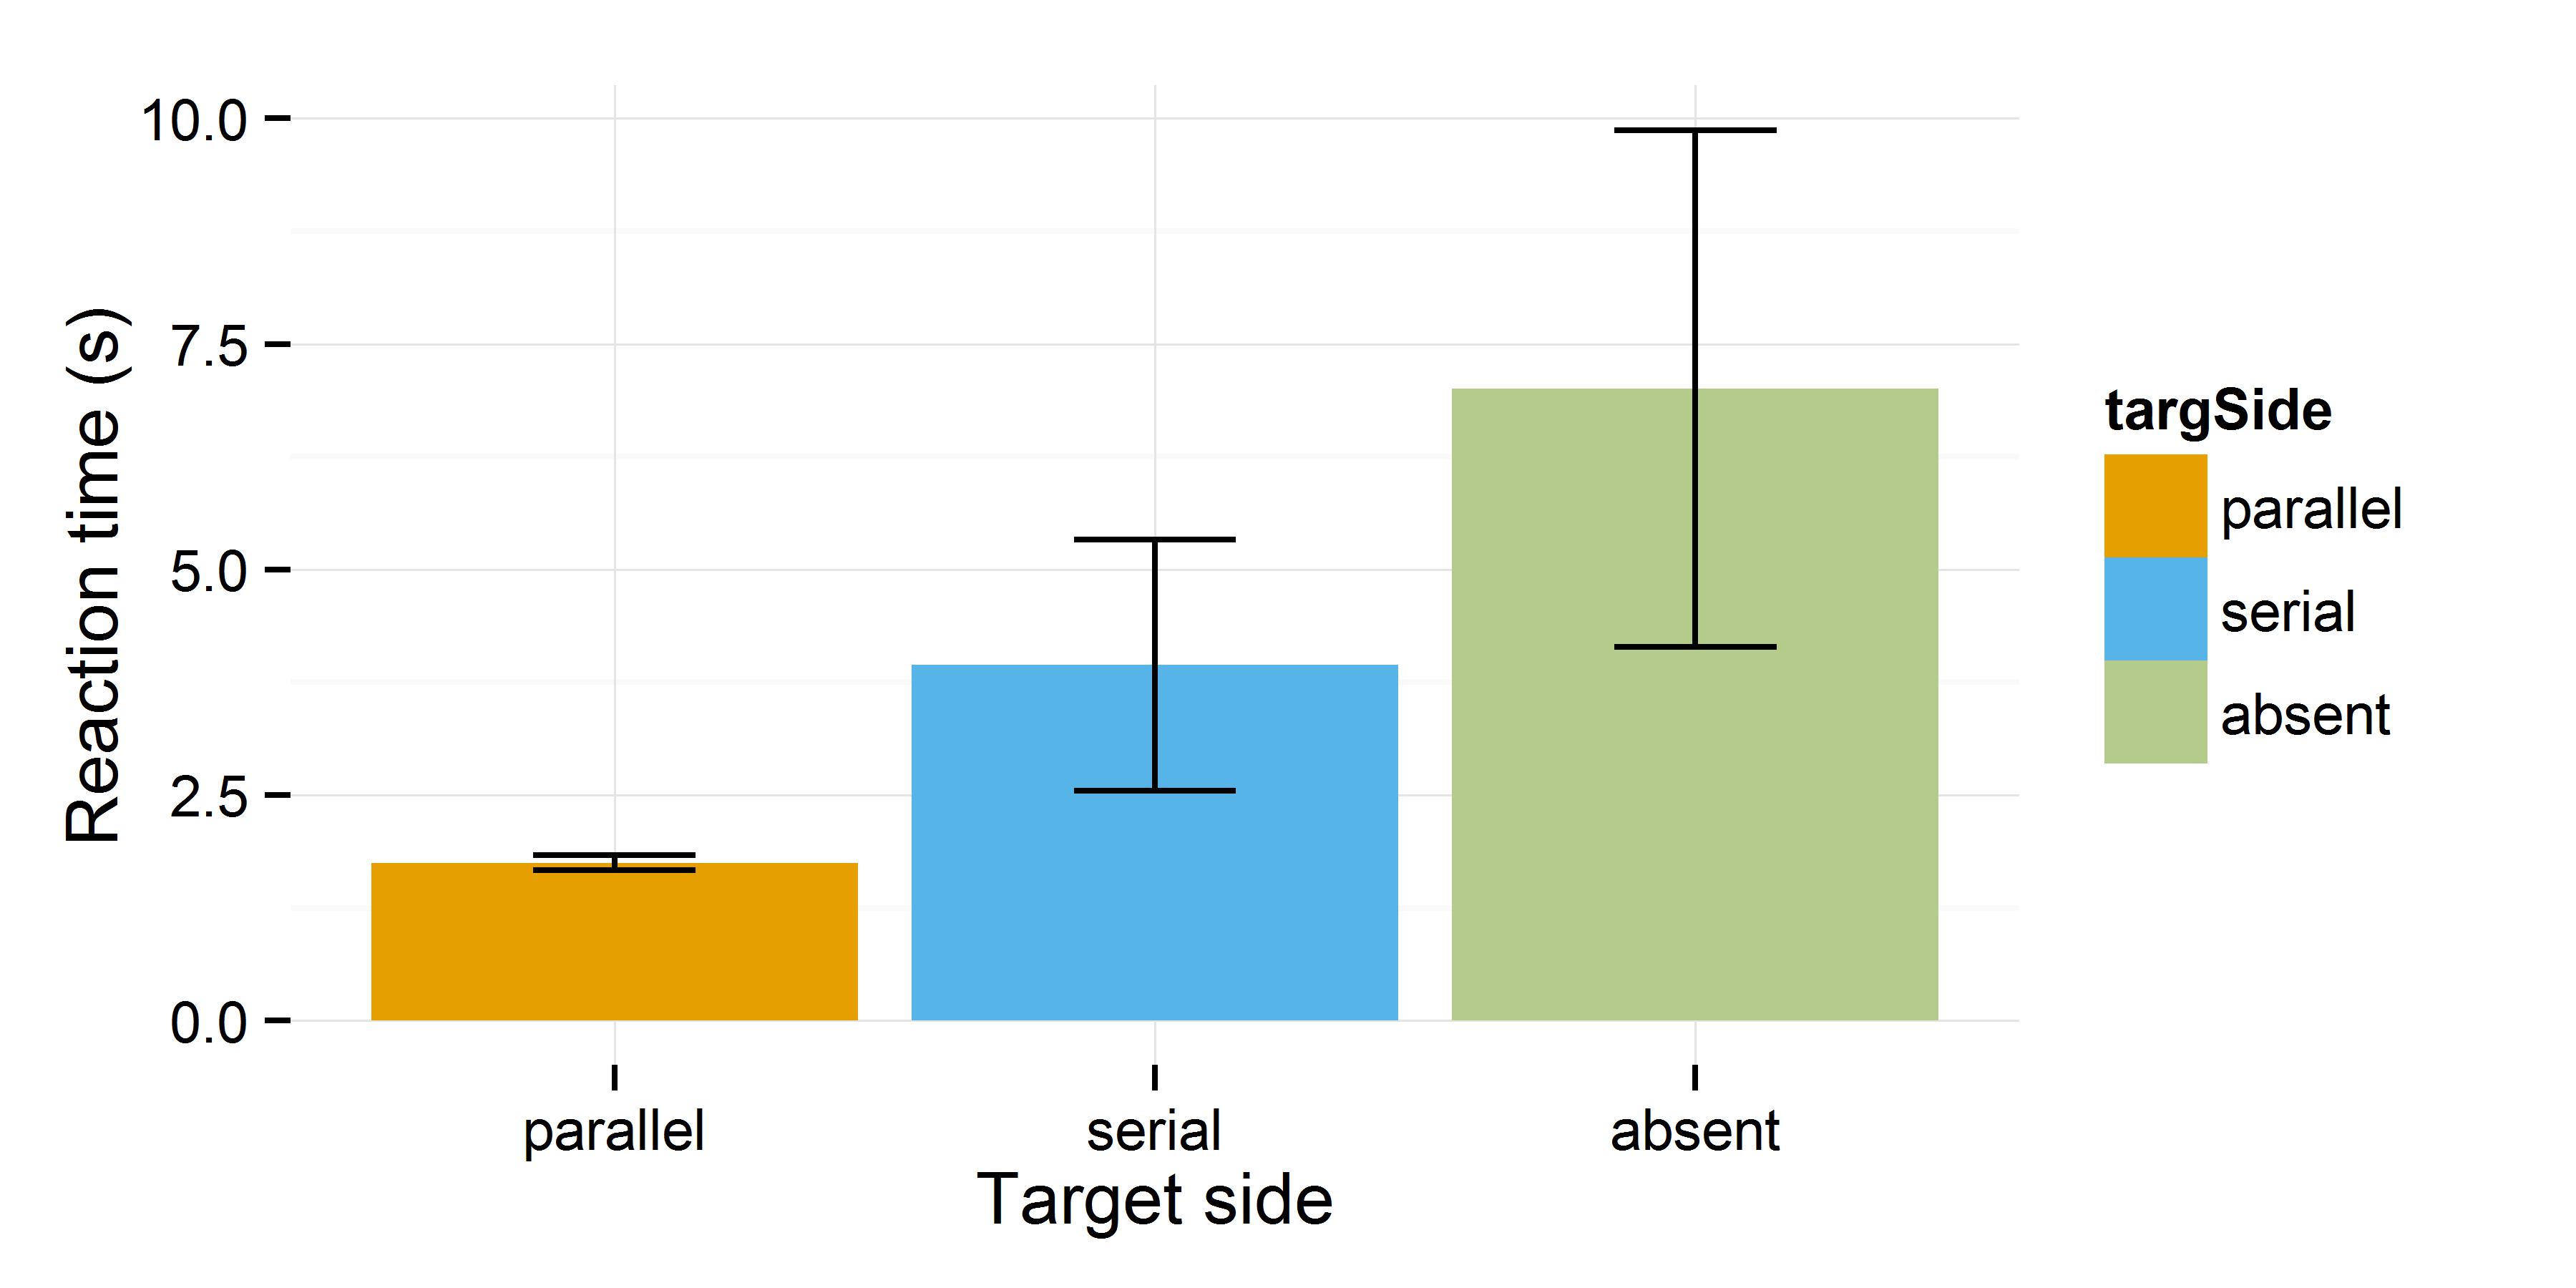 Reaction time (s)
10.0
7.5
5.0
2.5
0.0
parallel
serial
absent
Target side
targSide
parallel
serial
absent